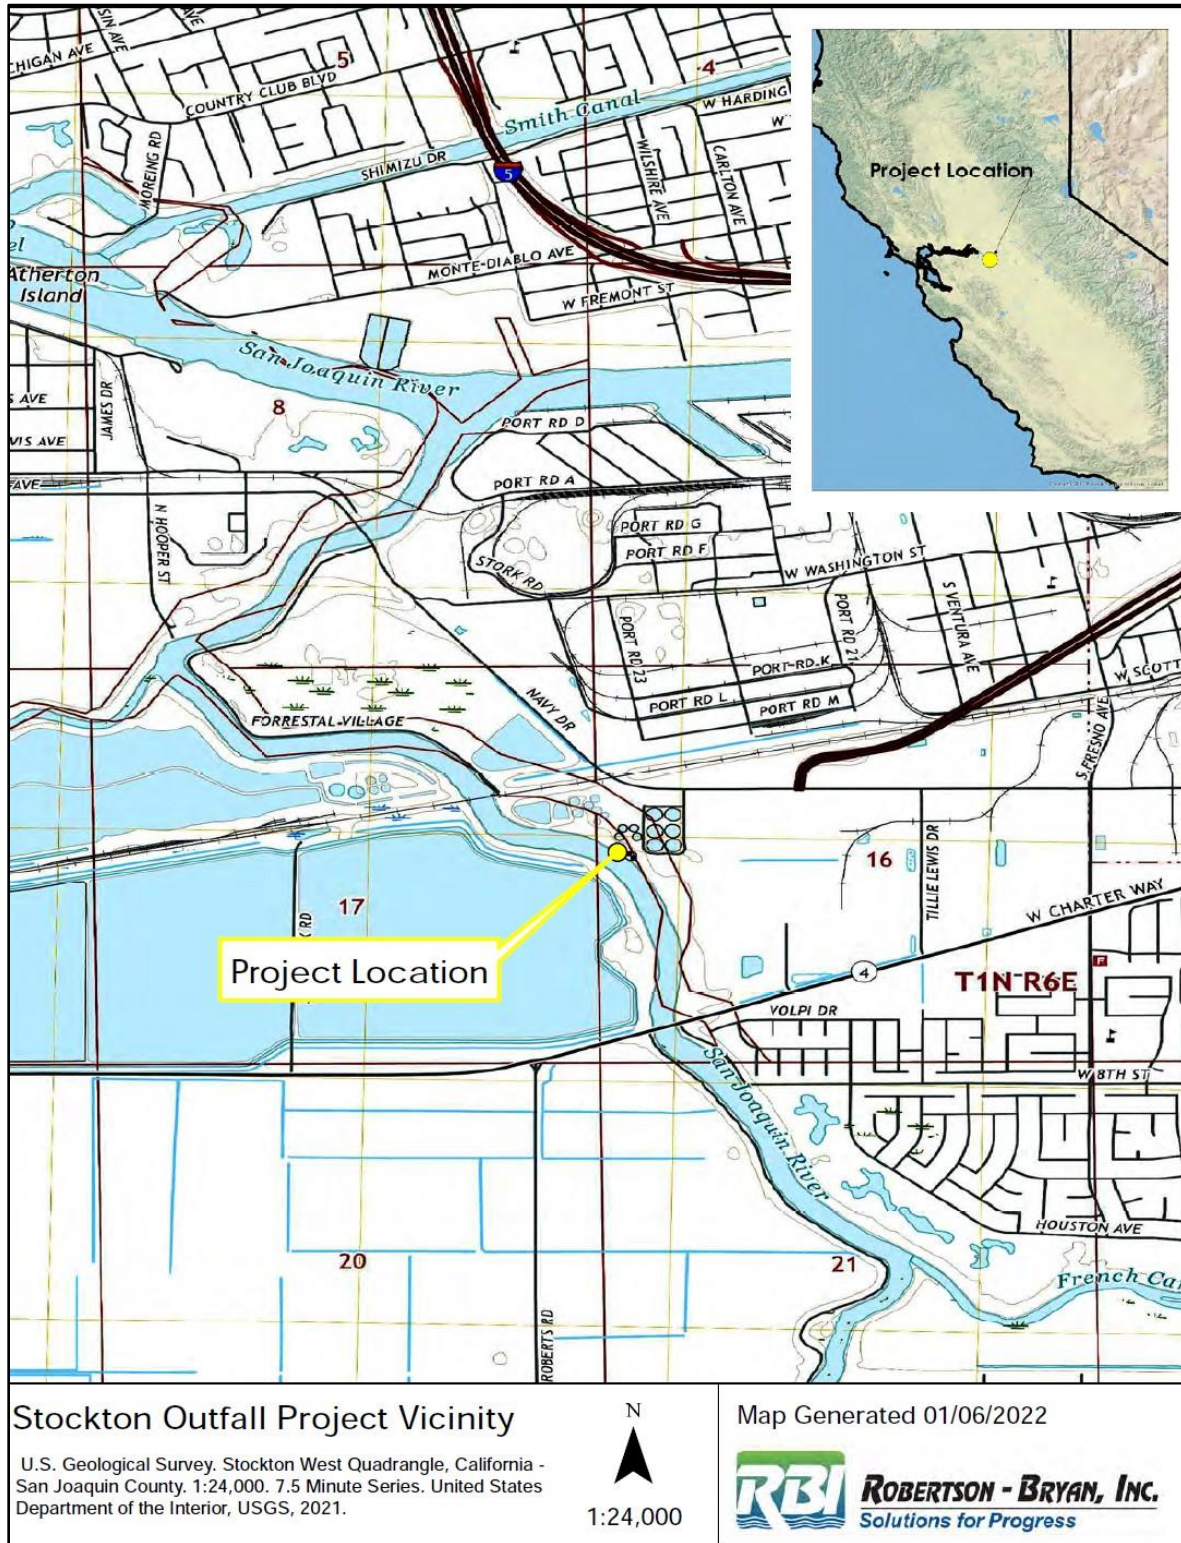 5
4
COUNTRY CLUB BLVD
Smith Canal
W HARDING
MOREING RD
SHIMIZU DR
5
WILSHIRE AVE
CARLTON AVE
Project Location
Atherton
Island
MONTE-DIABLO AVE
W FREMONT ST
San Joaquin River
JAMES DR
8
PORT RD D
PORT RD A
N HOOPER ST
PORT RD G
PORT RD F
STORK RD
W WASHINGTON ST
PORT RD 23
PORT RD 21
S VENTURA AVE
PORT-RD-K
W SCOTT
NAVY DR
PORT RD L
PORT RD M
FORRESTAL-VILLAGE
S FRESNO AVE
16
TILLIE LEWIS DR
17
W CHARTER WAY
Project Location
4
T1N R6E
F
VOLPI DR
San Joaquin River
W 8TH ST
HOUSTON AVE
20
21
French Ca
ROBERTS RD
Stockton Outfall Project Vicinity
U.S. Geological Survey. Stockton West Quadrangle, California -
San Joaquin County. 1:24,000. 7.5 Minute Series. United States
Department of the Interior, USGS, 2021.
N
1:24,000
Map Generated 01/06/2022
RBI
ROBERTSON - BRYAN, INC.
Solutions for Progress